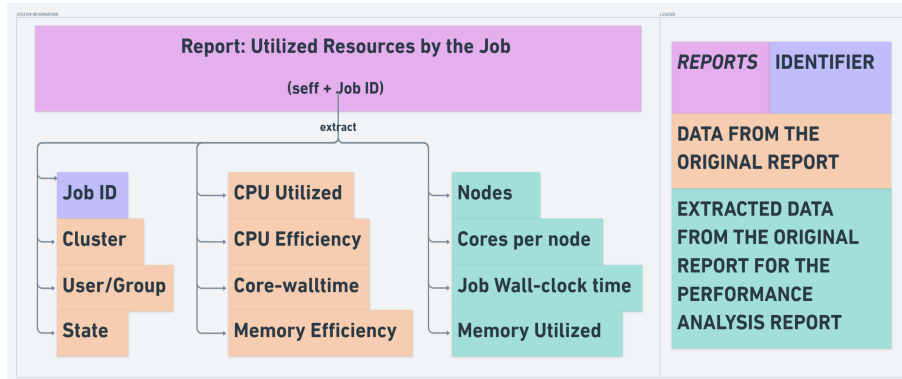 SYSTEM INFORMATION
LEGEND
Report: Utilized Resources by the Job
(seff + Job ID)
extract
Job ID
Cluster
User/Group
State
CPU Utilized
CPU Efficiency
Core-walltime
Memory Efficiency
Nodes
Cores per node
Job Wall-clock time
Memory Utilized
REPORTS
IDENTIFIER
DATA FROM THE
ORIGINAL REPORT
EXTRACTED DATA
FROM THE ORIGINAL
REPORT FOR THE
PERFORMANCE
ANALYSIS REPORT